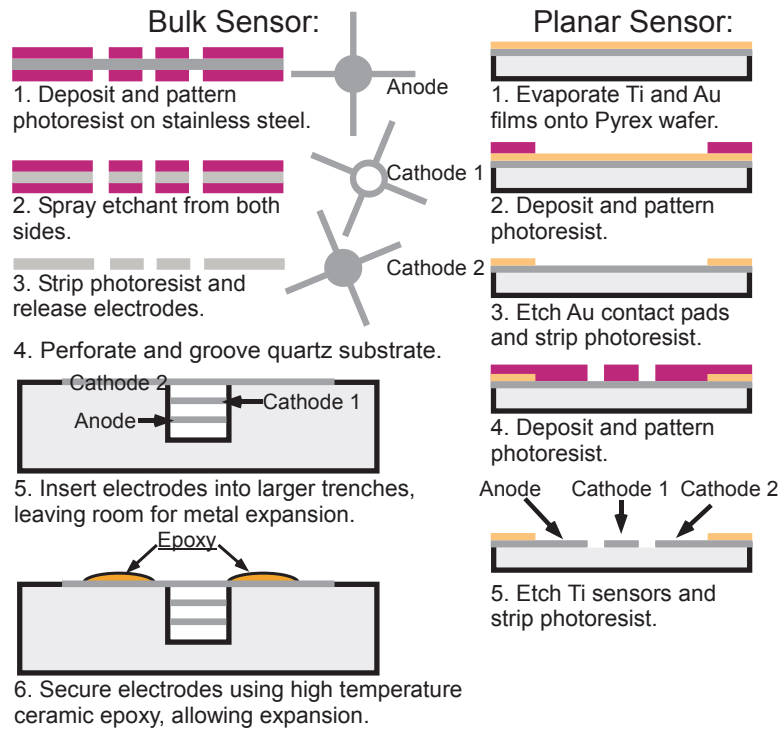 Bulk Sensor:
Anode
1. Deposit and pattern
photoresist on stainless steel.
Cathode 1
2. Spray etchant from both
sides.
Cathode 2
3. Strip photoresist and
release electrodes.
4. Perforate and groove quartz substrate.
Cathode 2
Cathode 1
Anode
5. Insert electrodes into larger trenches,
leaving room for metal expansion.
Epoxy
6. Secure electrodes using high temperature
ceramic epoxy, allowing expansion.
Planar Sensor:
1. Evaporate Ti and Au
films onto Pyrex wafer.
2. Deposit and pattern
photoresist.
3. Etch Au contact pads
and strip photoresist.
4. Deposit and pattern
photoresist.
Anode Cathode 1 Cathode 2
5. Etch Ti sensors and
strip photoresist.